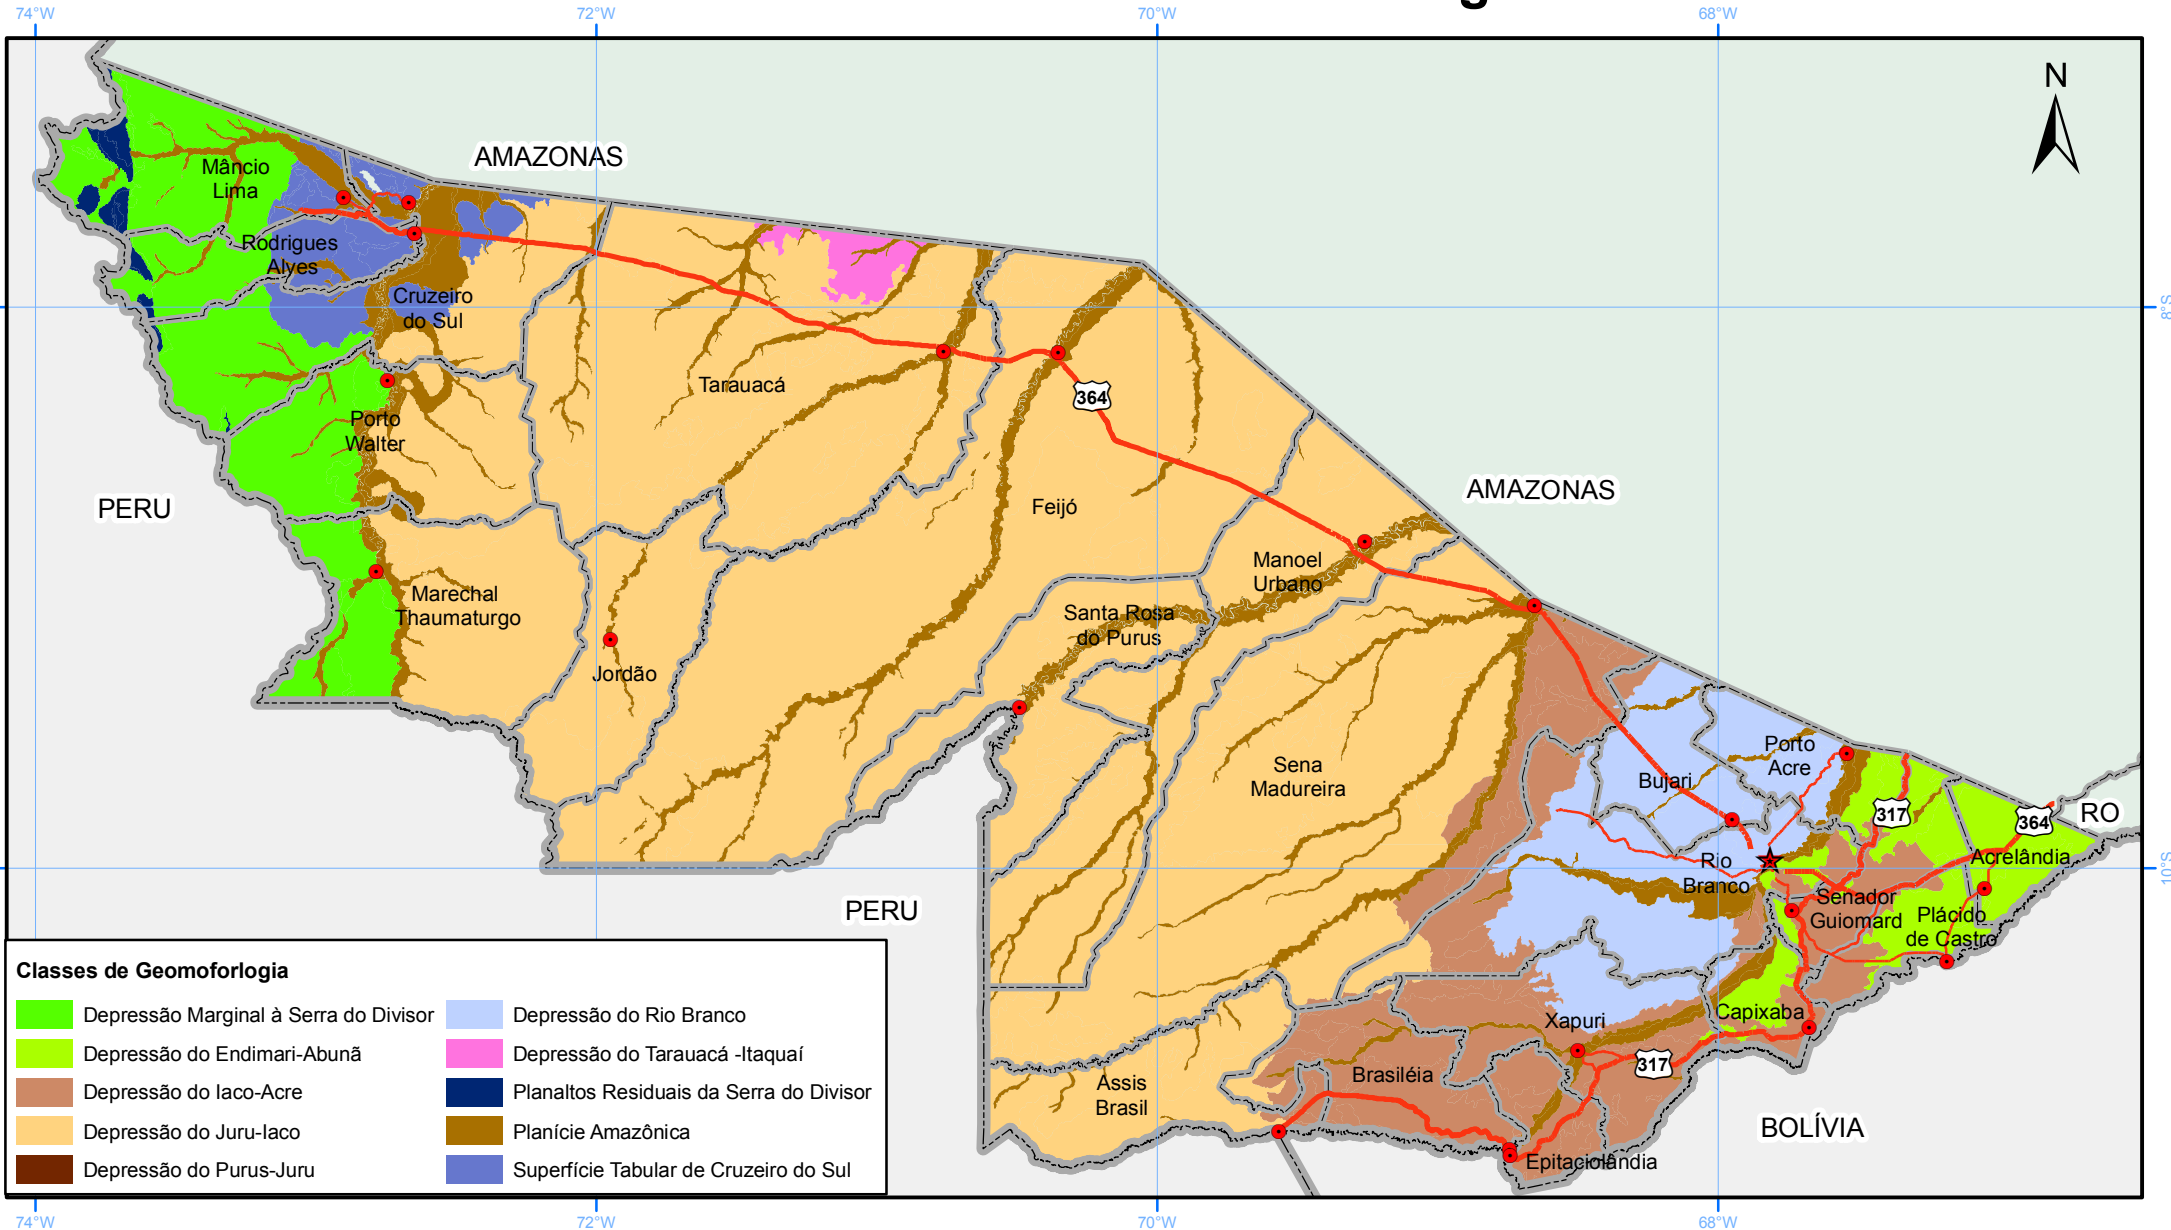 g
74°W
72°W
70°W
68°W
N
AMAZONAS
Mâncio
Lima
Rodrigues
Alves
Cruzeiro
do Sul
8°S
Tarauacá
364
Porto
Walter
PERU
AMAZONAS
Feijó
Manoel
Urbano
Marechal
Thaumaturgo
Santa Rosa
do Purus
Jordão
Sena
Madureira
Porto
Acre
Bujari
317
364
RO
Rio
Branco
Acrelândia
10°S
Senador
Guiomard
Plácido
de Castro
PERU
Capixaba
Xapuri
317
Assis
Brasil
Brasiléia
BOLÍVIA
Epitaciolândia
Classes de Geomoforlogia
Depressão Marginal à Serra do Divisor
Depressão do Endimari-Abunã
Depressão do Iaco-Acre
Depressão do Juru-Iaco
Depressão do Purus-Juru
Depressão do Rio Branco
Depressão do Tarauacá -Itaquaí
Planaltos Residuais da Serra do Divisor
Planície Amazônica
Superfície Tabular de Cruzeiro do Sul
74°W
72°W
70°W
68°W